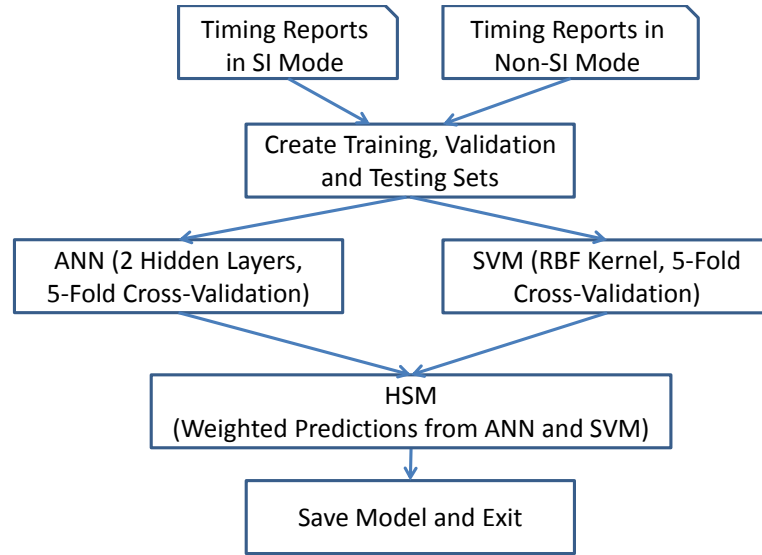 Timing Reports
in SI Mode
Timing Reports in
Non-SI Mode
Create Training, Validation
and Testing Sets
ANN (2 Hidden Layers,
5-Fold Cross-Validation)
SVM (RBF Kernel, 5-Fold
Cross-Validation)
HSM
(Weighted Predictions from ANN and SVM)
Save Model and Exit